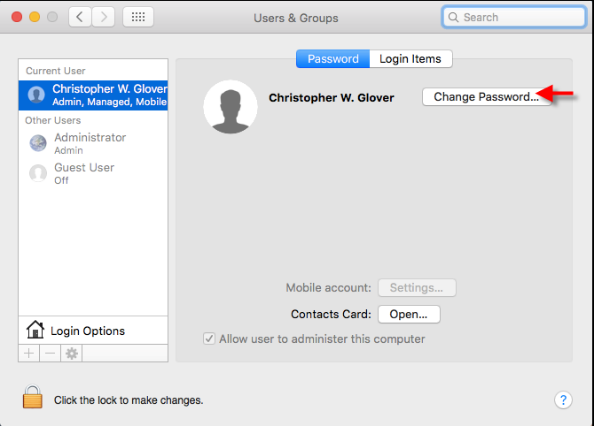 Users & Groups
Search
Password
Login Items
Current User
Christopher W. Glover
Admin, Managed, Mobile
Other Users
Administrator
Admin
Guest User
Off
Login Options
Christopher W. Glover
Change Password...
Mobile account:
Settings...
Contacts Card:
Open...
Allow user to administer this computer
Click the lock to make changes.
?